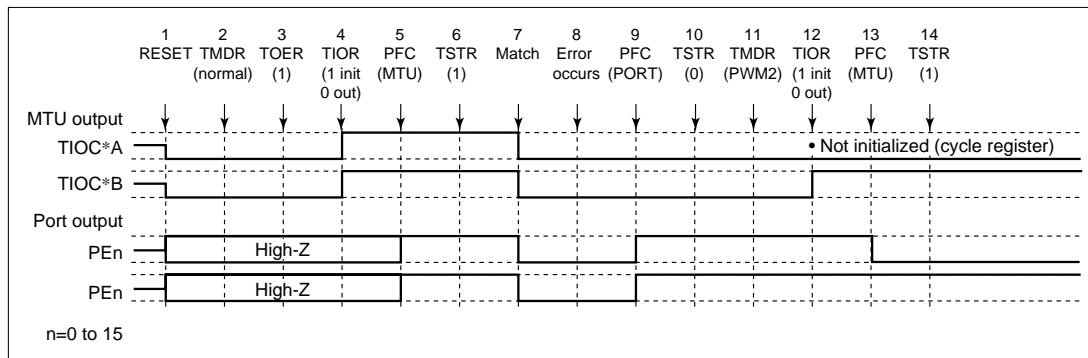 1 2 3 4 5 6 7 8 9 10 11 12 13 14
RESET TMDR TOER TIOR PFC TSTR Match Error PFC TSTR TMDR TIOR PFC TSTR
(normal) (1) (1 init (MTU) (1) occurs (PORT) (0) (PWM2) (1 init (MTU) (1)
0 out) 0 out)
MTU output
TIOC*A • Not initialized (cycle register)
TIOC*B
Port output
PEn High-Z
PEn High-Z
n=0 to 15